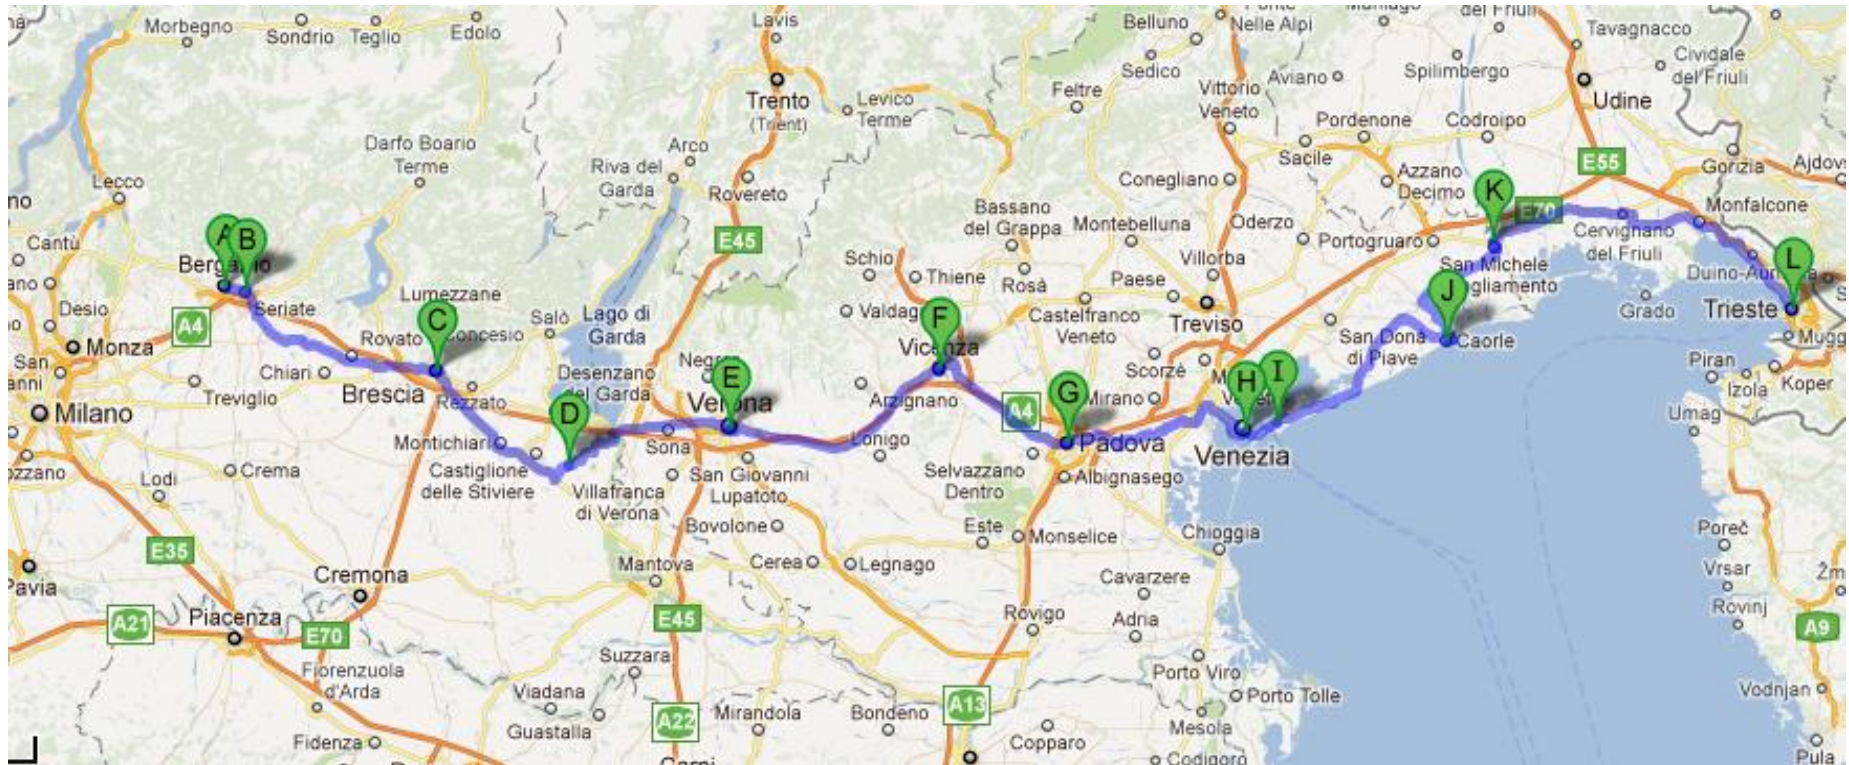 Morbegno
Sondrio
Teglio
Edolo
Lavis
Belluno
Nelle Alpi
del Friuli
Tavagnacco
Cividale
del Friuli
Trento
(Trient)
Levico
Terme
Feltre
Sedico
Vittorio
Veneto
Aviano
Spilimbergo
Udine
Lecco
Darfo Boario
Terme
Arco
Riva del
Garda
Rovereto
Pordenone
Codroipo
Sacile
Azzano
Decimo
E55
Gorizia
Conegliano
Cantù
A
B
Bergamo
Seriate
E45
Bassano
del Grappa
Montebelluna
Oderzo
Portogruaro
K
E70
Cervignano
del Friuli
Monfalcone
Desio
A4
Lumezzane
Schio
Thiene
Rosà
Paese
Villorba
San Michele
Grado
L
Trieste
Monza
C
Rovato
Salò
Lago di
Garda
F
Vicenza
Castelfranco
Veneto
Treviso
San Donà
di Piave
J
Caorle
San
Chiari
Brescia
Rezzato
Desenzano
del Garda
Verona
E
Scorzè
Piran
Izola
Koper
Milano
Treviglio
D
Arzignano
A4
G
Mirano
H
I
Umag
Montichiari
Sona
Lonigo
Padova
Venezia
Lodi
Crema
Castiglione
delle Stiviere
Villafranca
di Verona
San Giovanni
Lupatoto
Selvazzano
Dentro
Albignasego
Bovolone
Este
Monselice
Chioggia
Poreč
E35
Pavia
Cremona
Mantova
Cerea
Legnago
Cavarzere
Vrsar
A21
Piacenza
E70
E45
Rovigo
Adria
Rovinj
A9
Fiorenzuola
d'Arda
Suzzara
Porto Viro
Porto Tolle
Vodnjan
Viadana
Guastalla
A22
Mirandola
Bondeno
A13
Mesola
Fidenza
Copparo
Codigoro
Pula